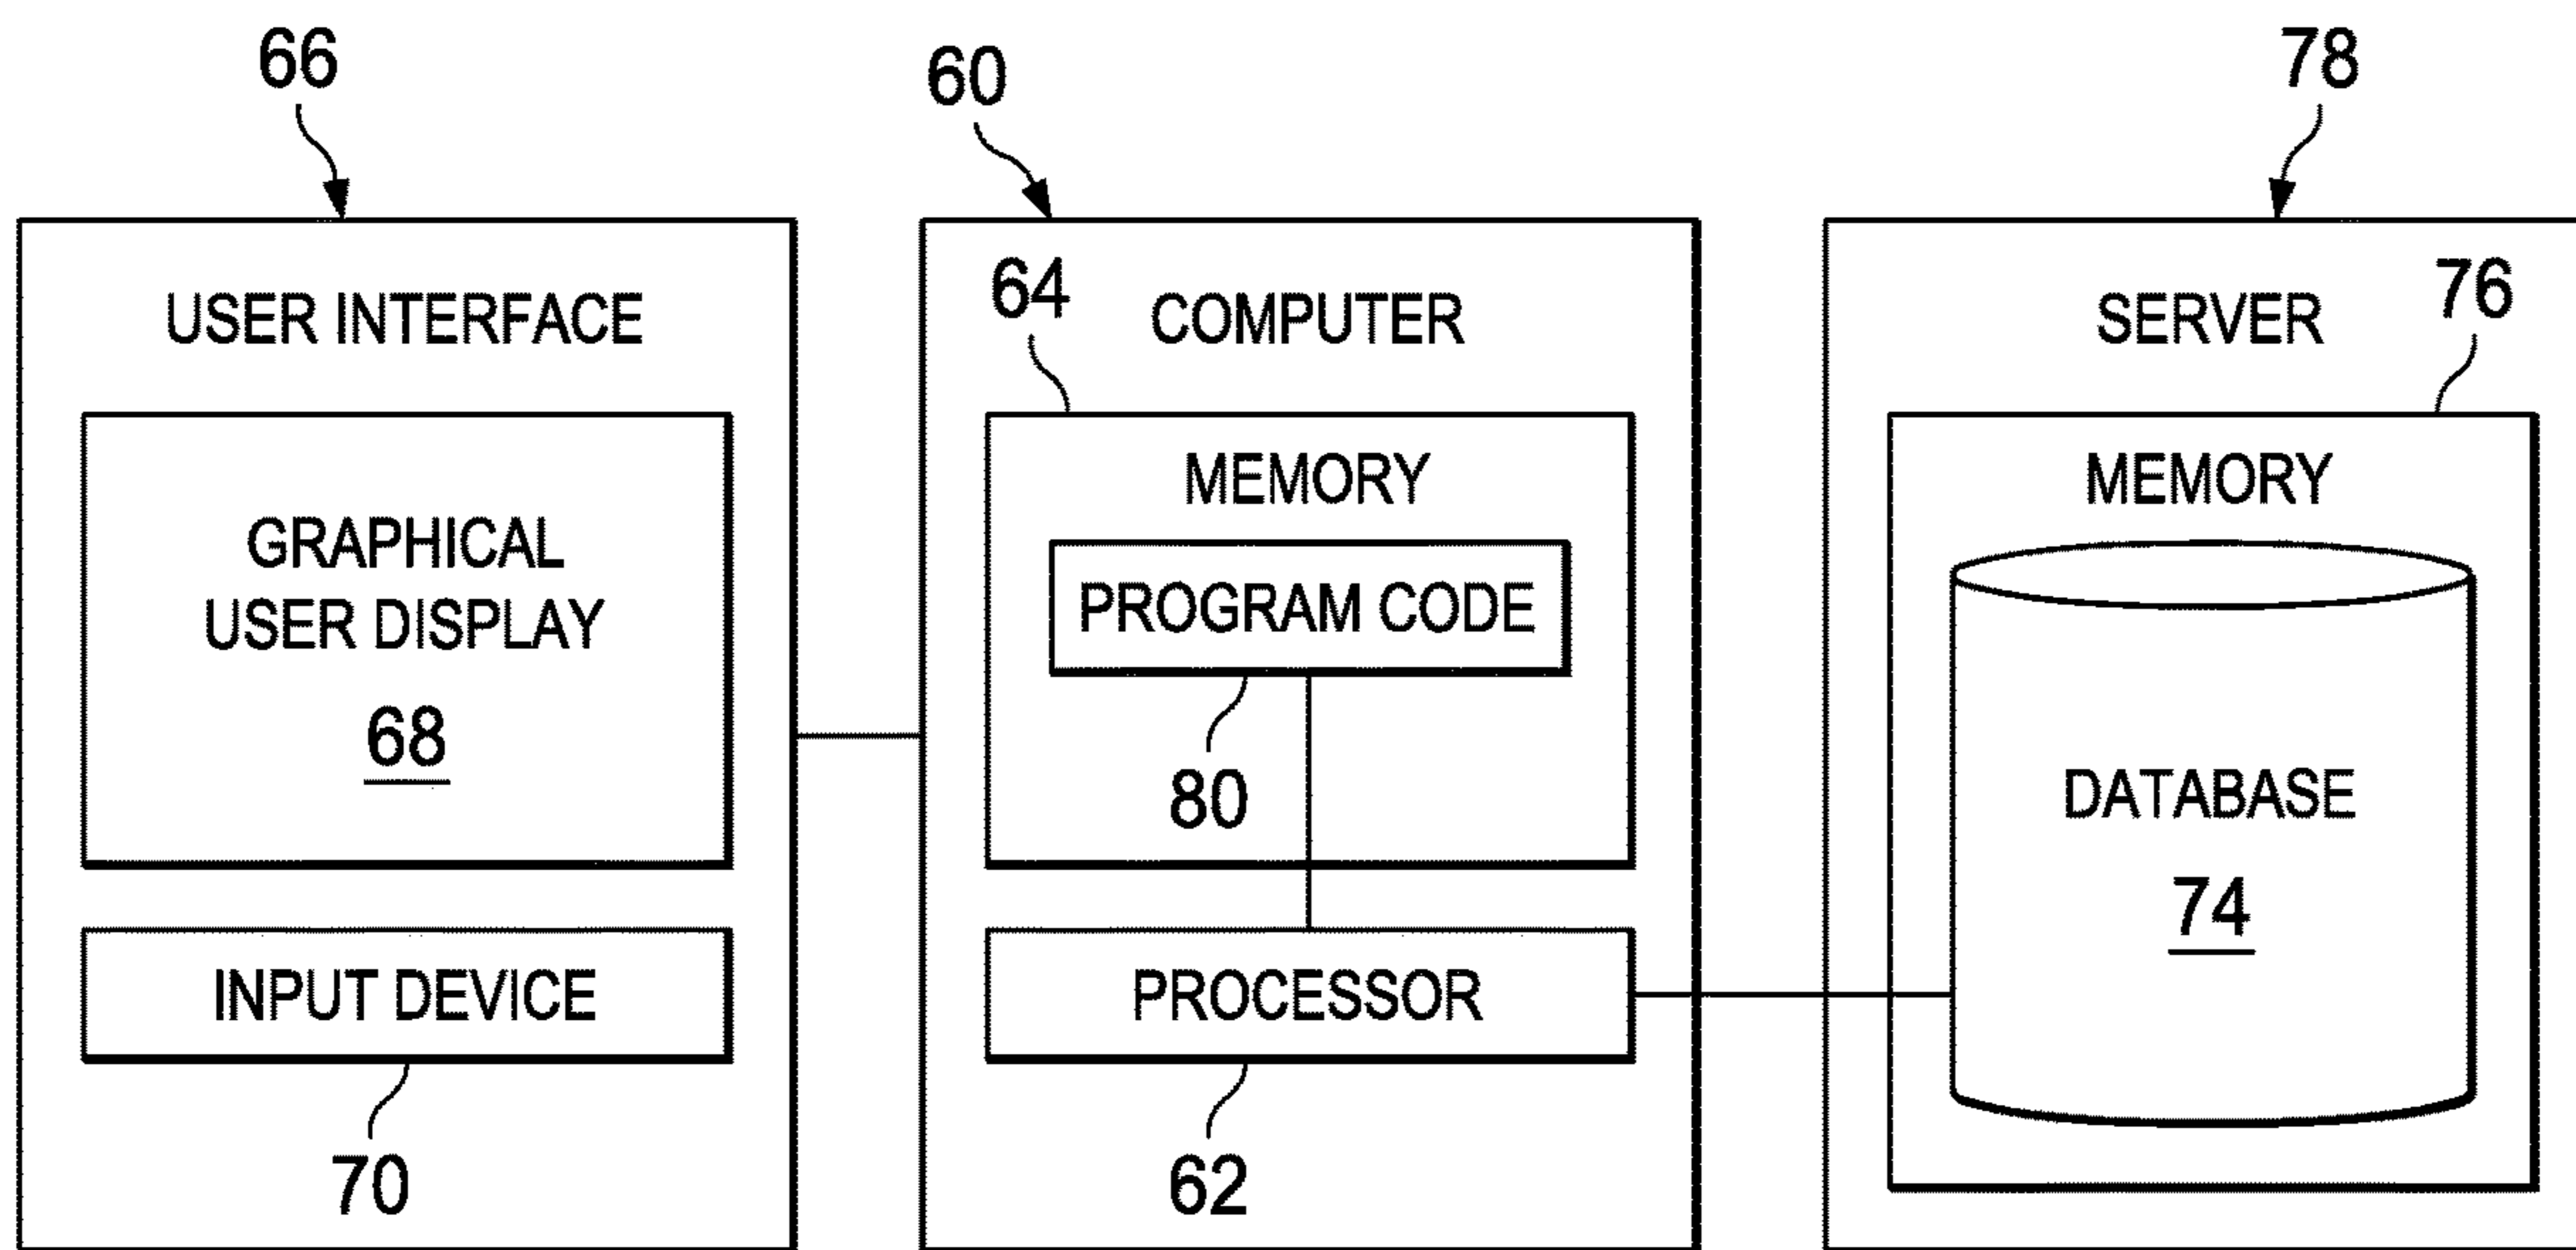 66
60
78
USER INTERFACE
GRAPHICAL
USER DISPLAY
68
INPUT DEVICE
70
COMPUTER
64
MEMORY
PROGRAM CODE
80
PROCESSOR
62
SERVER
76
MEMORY
DATABASE
74